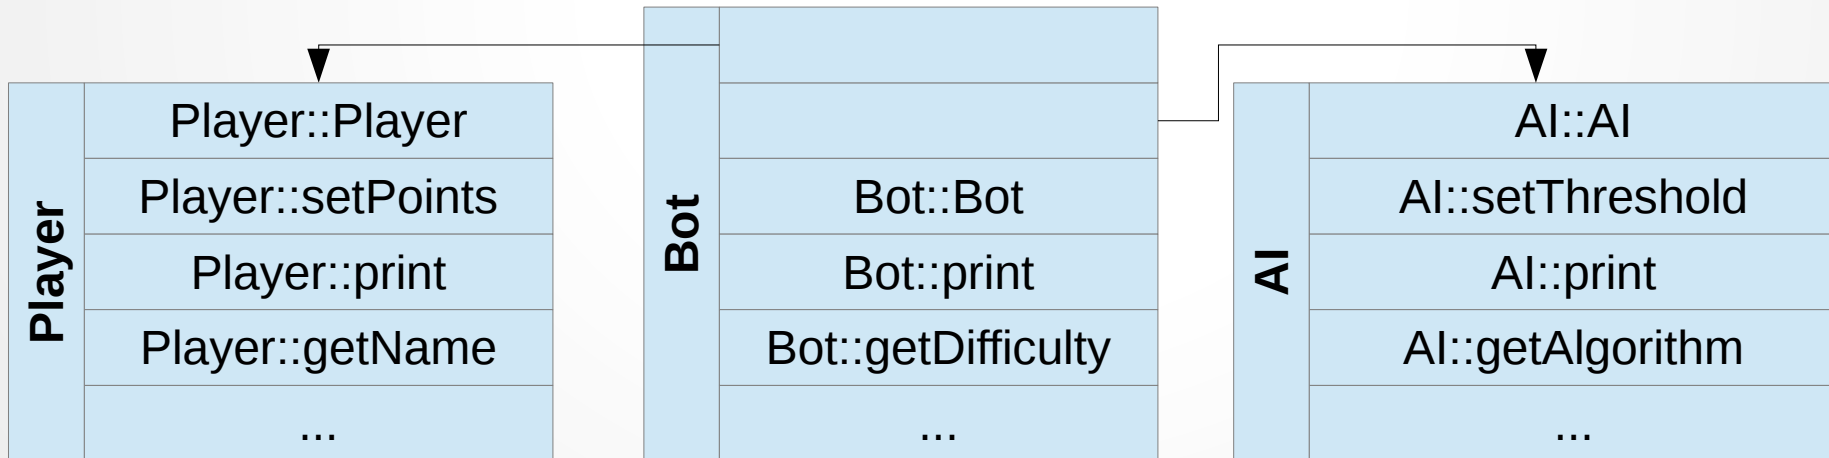 Player
Player::Player
Player::setPoints
Player::print
Player::getName
...
Bot
Bot::Bot
Bot::print
Bot::getDifficulty
...
AI
AI::AI
AI::setThreshold
AI::print
AI::getAlgorithm
...